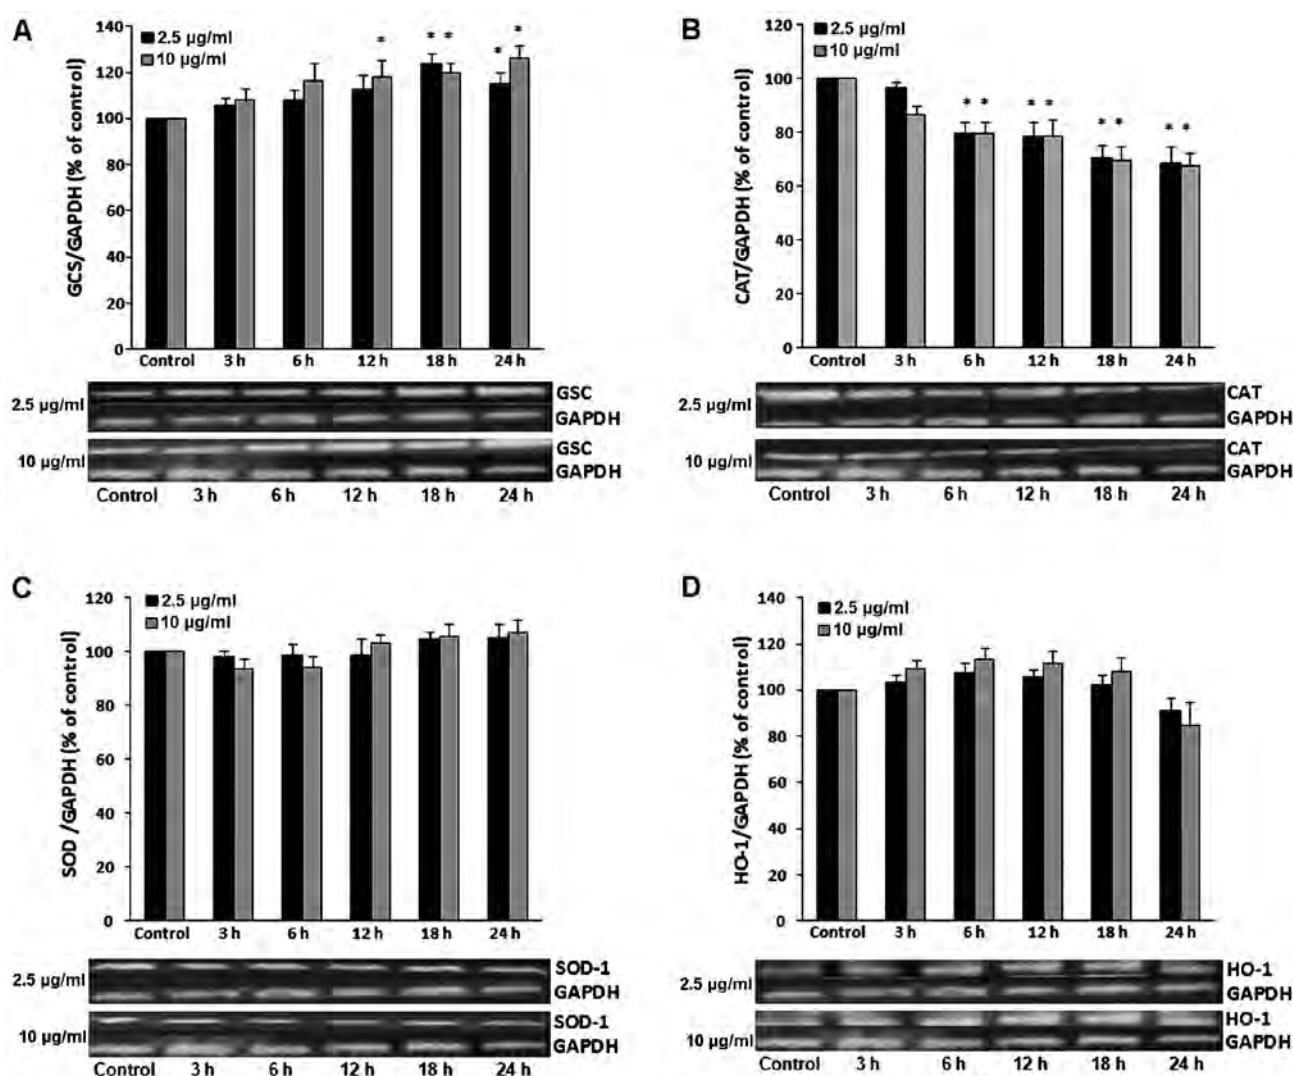 A
GCS/GAPDH (% of control)
140
120
100
80
60
40
20
0
2.5 µg/ml
10 µg/ml
*
* *
* *
Control 3 h 6 h 12 h 18 h 24 h
2.5 µg/ml
GSC
GAPDH
10 µg/ml
GSC
GAPDH
Control 3 h 6 h 12 h 18 h 24 h
B
CAT/GAPDH (% of control)
120
100
80
60
40
20
0
2.5 µg/ml
10 µg/ml
* *
* *
* *
* *
Control 3 h 6 h 12 h 18 h 24 h
2.5 µg/ml
CAT
GAPDH
10 µg/ml
CAT
GAPDH
Control 3 h 6 h 12 h 18 h 24 h
C
SOD /GAPDH (% of control)
120
100
80
60
40
20
0
2.5 µg/ml
10 µg/ml
Control 3 h 6 h 12 h 18 h 24 h
2.5 µg/ml
SOD-1
GAPDH
10 µg/ml
SOD-1
GAPDH
Control 3 h 6 h 12 h 18 h 24 h
D
HO-1/GAPDH (% of control)
140
120
100
80
60
40
20
0
2.5 µg/ml
10 µg/ml
Control 3 h 6 h 12 h 18 h 24 h
2.5 µg/ml
HO-1
GAPDH
10 µg/ml
HO-1
GAPDH
Control 3 h 6 h 12 h 18 h 24 h